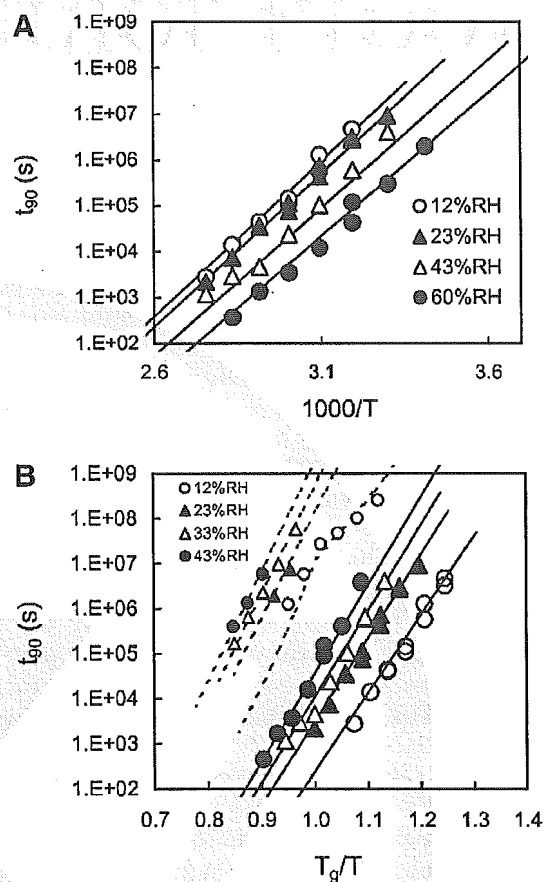 A
1.E+09
1.E+08
1.E+07
1.E+06
1.E+05
1.E+04
1.E+03
1.E+02
t90 (s)
12%RH
23%RH
43%RH
60%RH
2.6 3.1 3.6
1000/T
B
1.E+09
1.E+08
1.E+07
1.E+06
1.E+05
1.E+04
1.E+03
1.E+02
t90 (s)
12%RH
23%RH
33%RH
43%RH
0.7 0.8 0.9 1.0 1.1 1.2 1.3 1.4
Tg/T